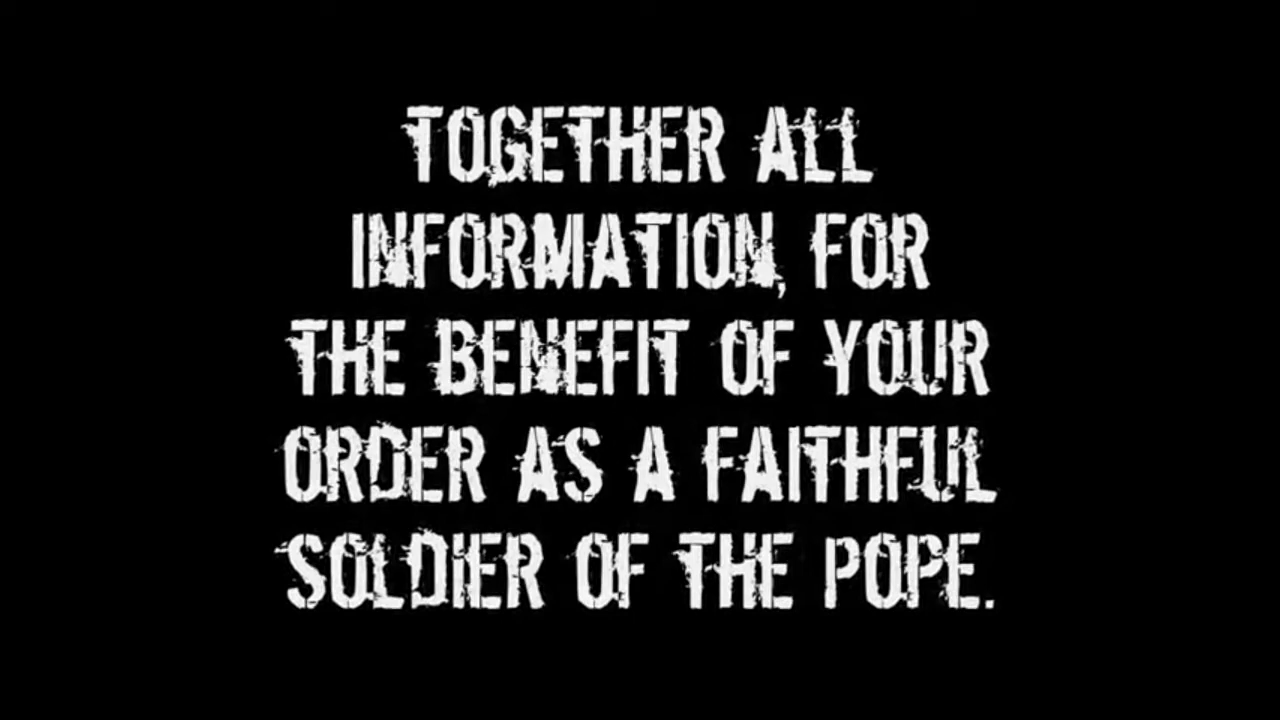 TOGETHER ALL
INFORMATION, FOR
THE BENEFIT OF YOUR
ORDER AS A FAITHFUL
SOLDIER OF THE POPE.